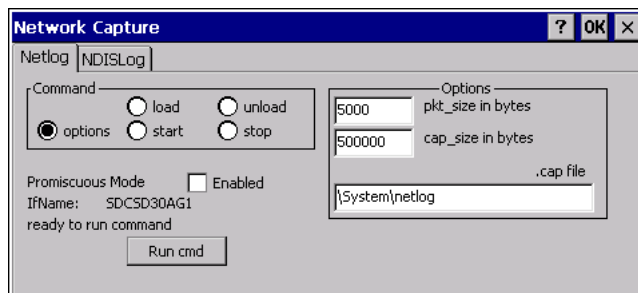 Network Capture ? OK ×
Netlog NDISLog
Command
load unload
options start stop
Promiscuous Mode Enabled
IfName: SDCSD30AG1
ready to run command
Run cmd
Options
5000 pkt_size in bytes
500000 cap_size in bytes
.cap file
\System\netlog